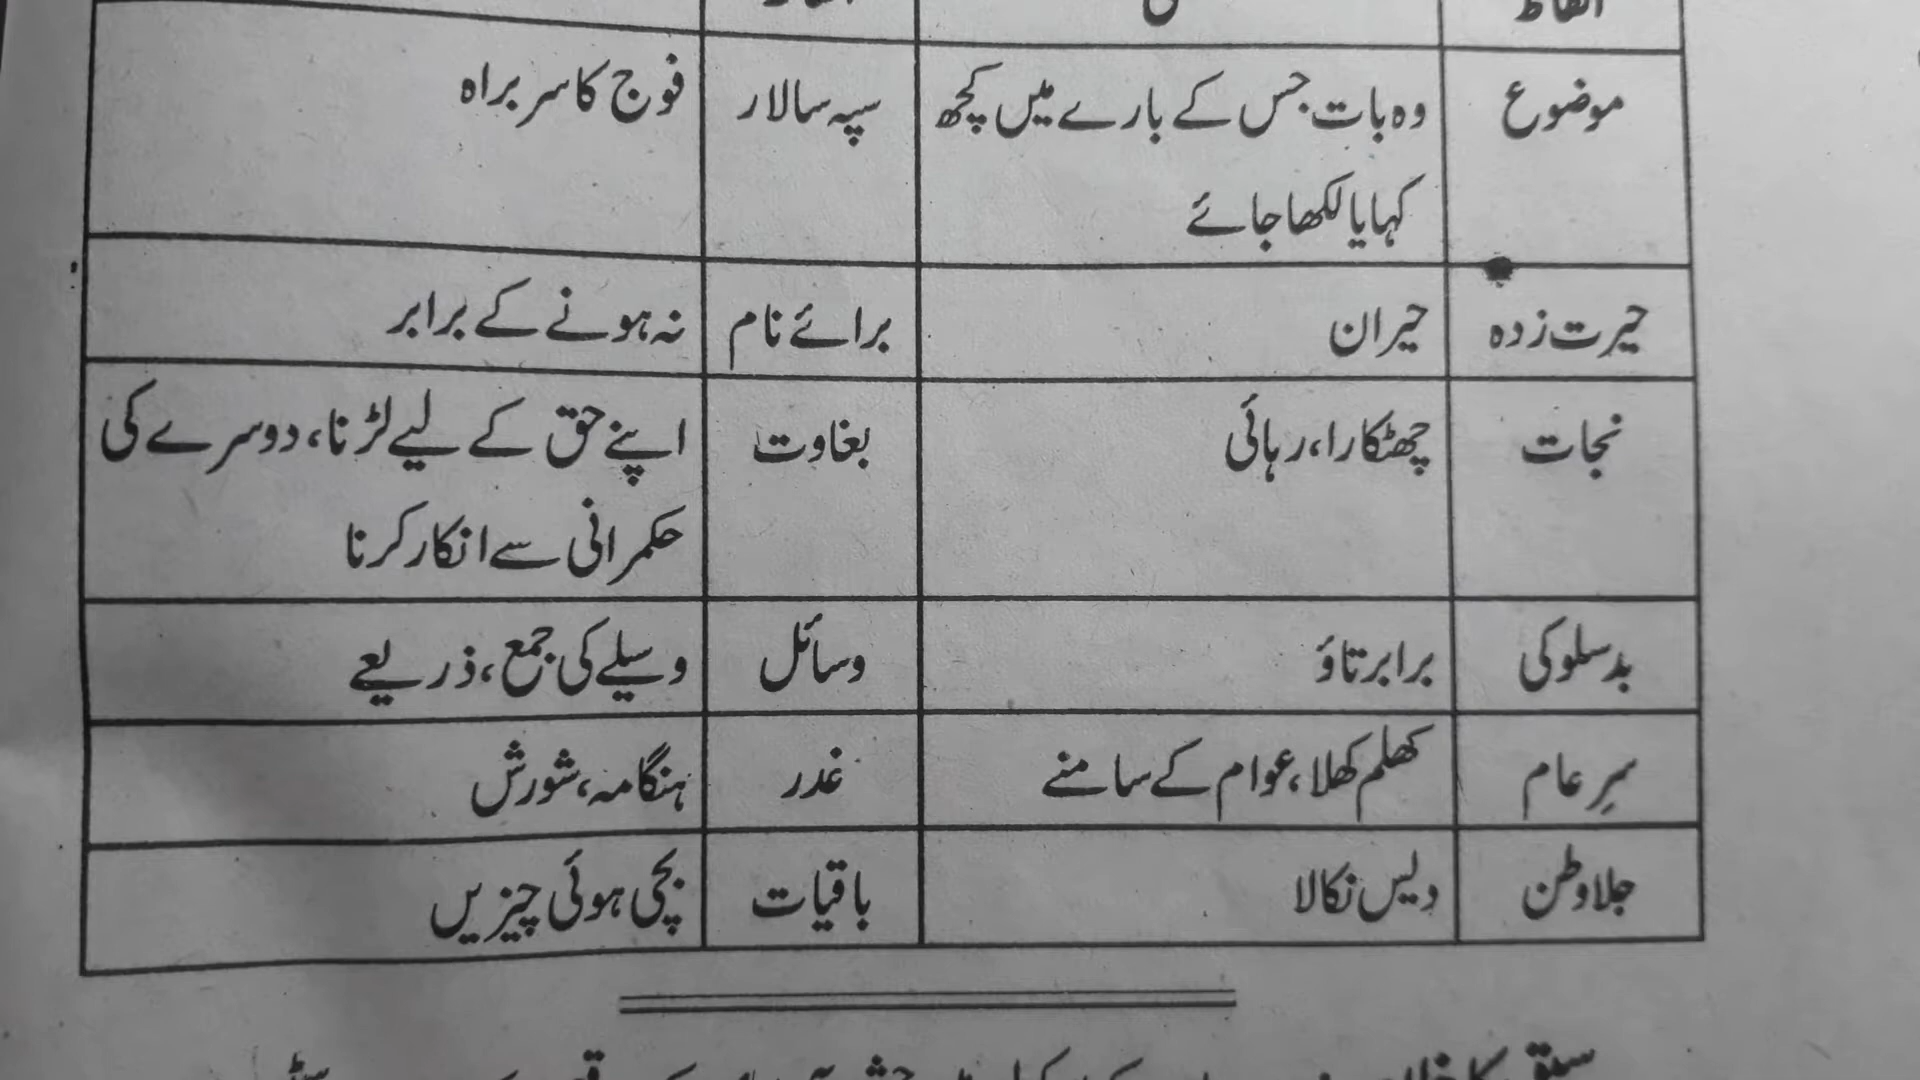 الفاظ
موضوع وہ بات جس کے بارے میں کچھ سپہ سالار فوج کا سربراہ
کہا یا لکھا جائے
حیرت زدہ حیران برائے نام نہ ہونے کے برابر
نجات چھٹکارا، رہائی بغاوت اپنے حق کے لیے لڑنا، دوسرے کی
حکمرانی سے انکار کرنا
بدسلوکی برا برتاؤ وسائل وسیلے کی جمع، ذریعے
سرِ عام کھلم کھلا، عوام کے سامنے غدر ہنگامہ، شورش
جلا وطن دیس نکالا باقیات بچی ہوئی چیزیں